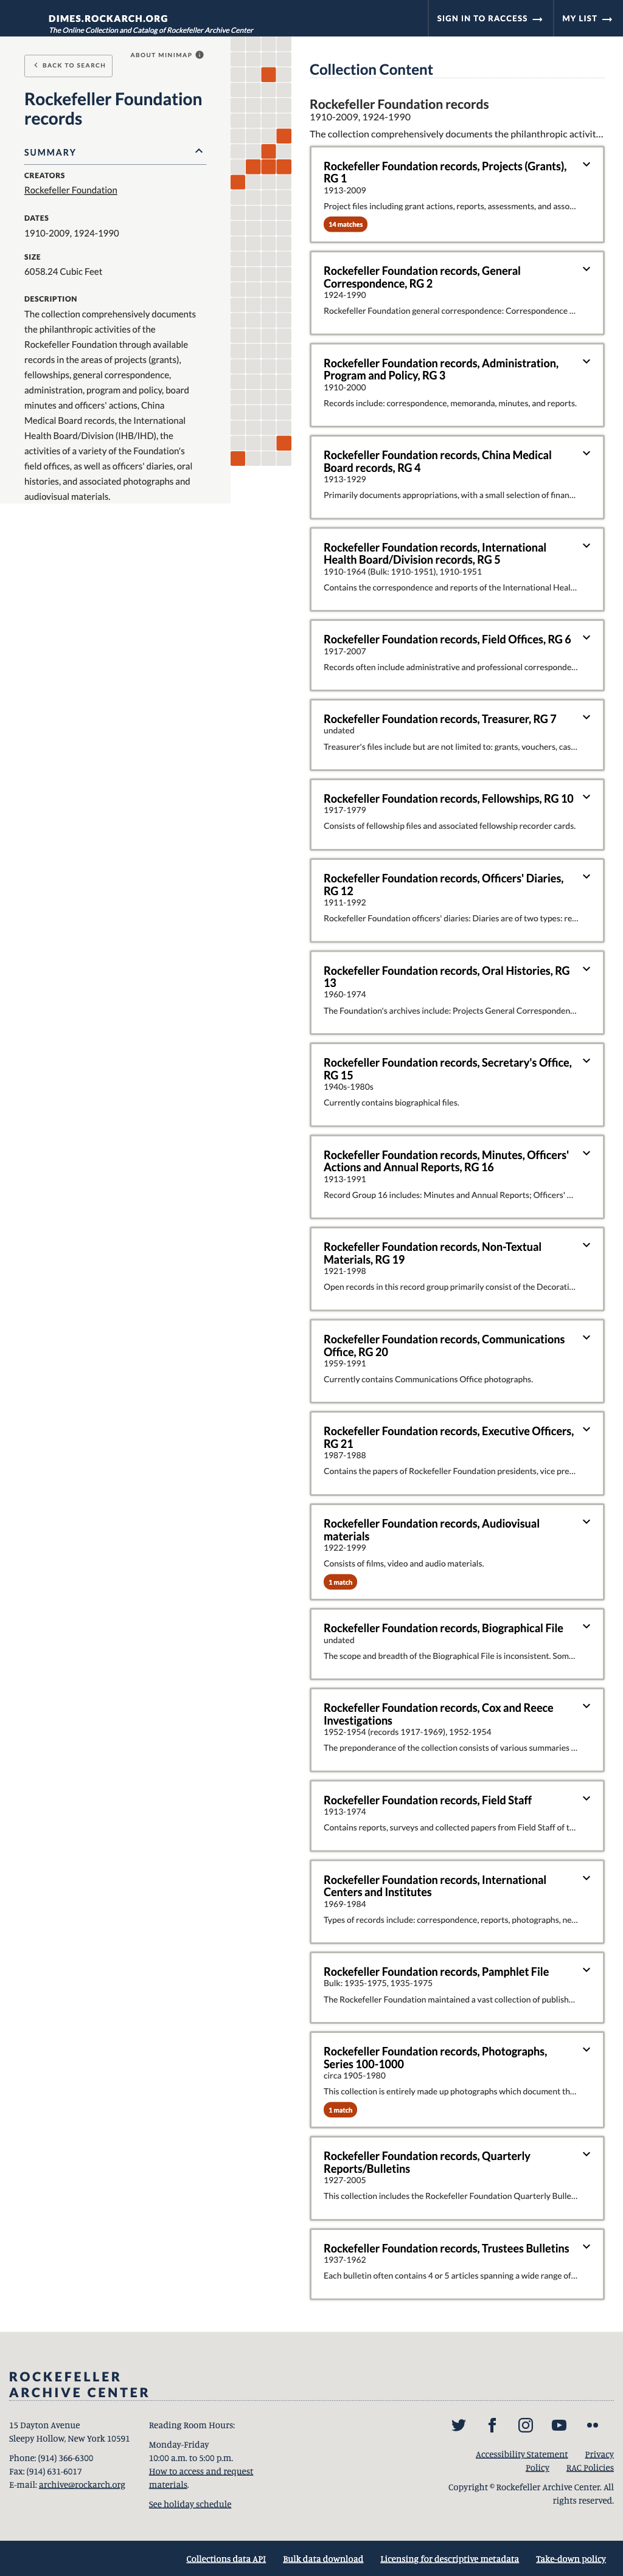 DIMES.ROCKARCH.ORG
The Online Collection and Catalog of Rockefeller Archive Center
SIGN IN TO RACCESS
MY LIST
BACK TO SEARCH
ABOUT MINIMAP
Rockefeller Foundation
records
SUMMARY
CREATORS
Rockefeller Foundation
DATES
1910-2009, 1924-1990
SIZE
6058.24 Cubic Feet
DESCRIPTION
The collection comprehensively documents
the philanthropic activities of the
Rockefeller Foundation through available
records in the areas of projects (grants),
fellowships, general correspondence,
administration, program and policy, board
minutes and officers' actions, China
Medical Board records, the International
Health Board/Division (IHB/IHD), the
activities of a variety of the Foundation's
field offices, as well as officers' diaries, oral
histories, and associated photographs and
audiovisual materials.
Collection Content
Rockefeller Foundation records
1910-2009, 1924-1990
The collection comprehensively documents the philanthropic activit...
Rockefeller Foundation records, Projects (Grants),
RG 1
1913-2009
Project files including grant actions, reports, assessments, and asso...
14 matches
Rockefeller Foundation records, General
Correspondence, RG 2
1924-1990
Rockefeller Foundation general correspondence: Correspondence ...
Rockefeller Foundation records, Administration,
Program and Policy, RG 3
1910-2000
Records include: correspondence, memoranda, minutes, and reports.
Rockefeller Foundation records, China Medical
Board records, RG 4
1913-1929
Primarily documents appropriations, with a small selection of finan...
Rockefeller Foundation records, International
Health Board/Division records, RG 5
1910-1964 (Bulk: 1910-1951), 1910-1951
Contains the correspondence and reports of the International Heal...
Rockefeller Foundation records, Field Offices, RG 6
1917-2007
Records often include administrative and professional corresponde...
Rockefeller Foundation records, Treasurer, RG 7
undated
Treasurer's files include but are not limited to: grants, vouchers, cas...
Rockefeller Foundation records, Fellowships, RG 10
1917-1979
Consists of fellowship files and associated fellowship recorder cards.
Rockefeller Foundation records, Officers' Diaries,
RG 12
1911-1992
Rockefeller Foundation officers' diaries: Diaries are of two types: re...
Rockefeller Foundation records, Oral Histories, RG
13
1960-1974
The Foundation's archives include: Projects General Corresponden...
Rockefeller Foundation records, Secretary's Office,
RG 15
1940s-1980s
Currently contains biographical files.
Rockefeller Foundation records, Minutes, Officers'
Actions and Annual Reports, RG 16
1913-1991
Record Group 16 includes: Minutes and Annual Reports; Officers' ...
Rockefeller Foundation records, Non-Textual
Materials, RG 19
1921-1998
Open records in this record group primarily consist of the Decorati...
Rockefeller Foundation records, Communications
Office, RG 20
1959-1991
Currently contains Communications Office photographs.
Rockefeller Foundation records, Executive Officers,
RG 21
1987-1988
Contains the papers of Rockefeller Foundation presidents, vice pre...
Rockefeller Foundation records, Audiovisual
materials
1922-1999
Consists of films, video and audio materials.
1 match
Rockefeller Foundation records, Biographical File
undated
The scope and breadth of the Biographical File is inconsistent. Som...
Rockefeller Foundation records, Cox and Reece
Investigations
1952-1954 (records 1917-1969), 1952-1954
The preponderance of the collection consists of various summaries ...
Rockefeller Foundation records, Field Staff
1913-1974
Contains reports, surveys and collected papers from Field Staff of t...
Rockefeller Foundation records, International
Centers and Institutes
1969-1984
Types of records include: correspondence, reports, photographs, ne...
Rockefeller Foundation records, Pamphlet File
Bulk: 1935-1975, 1935-1975
The Rockefeller Foundation maintained a vast collection of publish...
Rockefeller Foundation records, Photographs,
Series 100-1000
circa 1905-1980
This collection is entirely made up photographs which document th...
1 match
Rockefeller Foundation records, Quarterly
Reports/Bulletins
1927-2005
This collection includes the Rockefeller Foundation Quarterly Bulle...
Rockefeller Foundation records, Trustees Bulletins
1937-1962
Each bulletin often contains 4 or 5 articles spanning a wide range of...
ROCKEFELLER
ARCHIVE CENTER
15 Dayton Avenue
Sleepy Hollow, New York 10591
Phone: (914) 366-6300
Fax: (914) 631-6017
E-mail: archive@rockarch.org
Reading Room Hours:
Monday-Friday
10:00 a.m. to 5:00 p.m.
How to access and request
materials.
See holiday schedule
Accessibility Statement Privacy
Policy RAC Policies
Copyright © Rockefeller Archive Center. All
rights reserved.
Collections data API Bulk data download Licensing for descriptive metadata Take-down policy